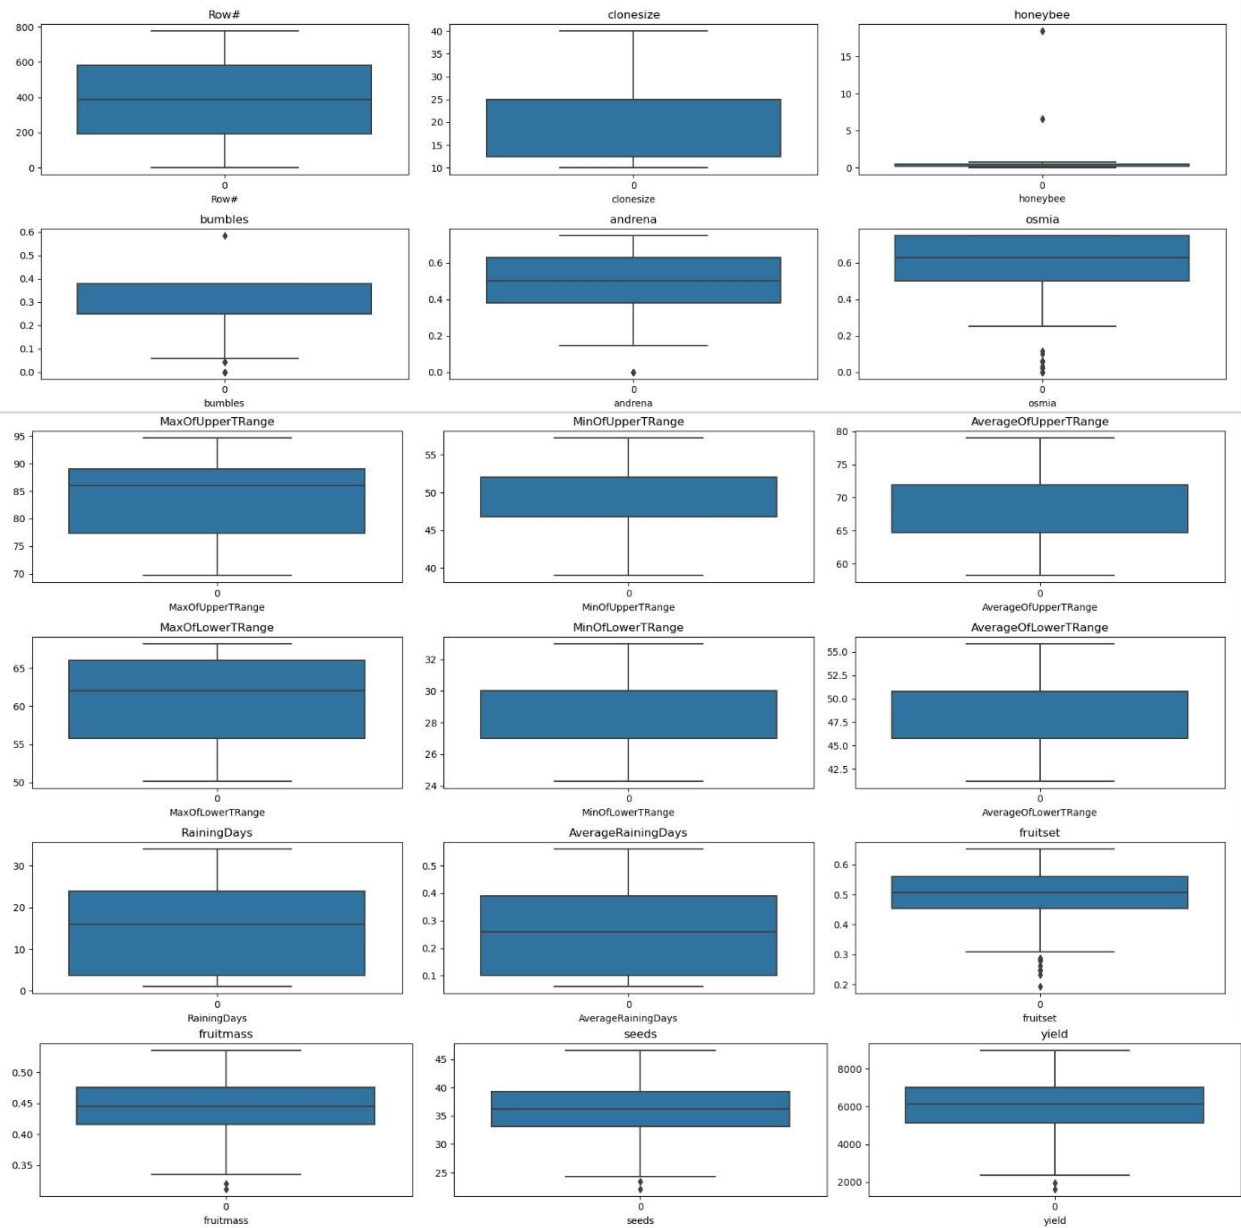 Row# clonesize honeybee
800 40 15
600 35 10
400 30 5
200 25 0
0 20
15
10
0 0 0
Row# clonesize honeybee
bumbles andrena osmia
0.6 0.6 0.6
0.5 0.4 0.4
0.4 0.2 0.2
0.3 0.0 0.0
0.2
0.1
0.0
0 0 0
bumbles andrena osmia
MaxOfUpperTRange MinOfUpperTRange AverageOfUpperTRange
95 55 80
90 50 75
85 45 70
80 40 65
75 60
70
0 0 0
MaxOfUpperTRange MinOfUpperTRange AverageOfUpperTRange
MaxOfLowerTRange MinOfLowerTRange AverageOfLowerTRange
65 32 55.0
60 30 52.5
55 28 50.0
50 26 47.5
24 45.0
42.5
0 0 0
MaxOfLowerTRange MinOfLowerTRange AverageOfLowerTRange
RainingDays AverageRainingDays fruitset
30 0.5 0.6
20 0.4 0.5
10 0.3 0.4
0 0.2 0.3
0.1 0.2
0 0 0
RainingDays AverageRainingDays fruitset
fruitmass seeds yield
0.50 45 8000
0.45 40 6000
0.40 35 4000
0.35 30 2000
25
0 0 0
fruitmass seeds yield